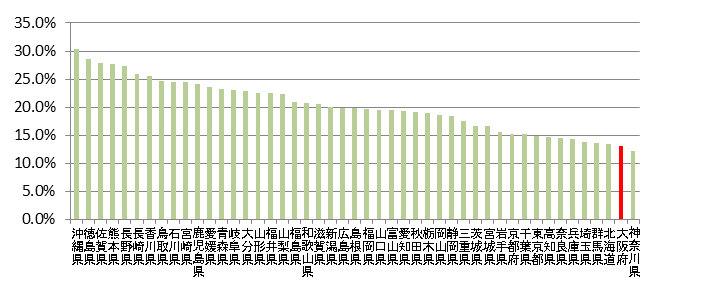 35.0%
30.0%
25.0%
20.0%
15.0%
10.0%
5.0%
0.0%
沖縄県
徳島県
佐賀県
熊本県
長野県
長崎県
香川県
鳥取県
石川県
宮崎県
鹿児島県
愛媛県
青森県
岐阜県
大分県
山形県
福井県
山梨県
福島県
和歌山県
滋賀県
新潟県
広島県
島根県
福岡県
山口県
富山県
愛知県
秋田県
栃木県
岡山県
静岡県
三重県
茨城県
宮城県
岩手県
京都府
千葉県
東京都
高知県
奈良県
兵庫県
埼玉県
群馬県
北海道
大阪府
神奈川県